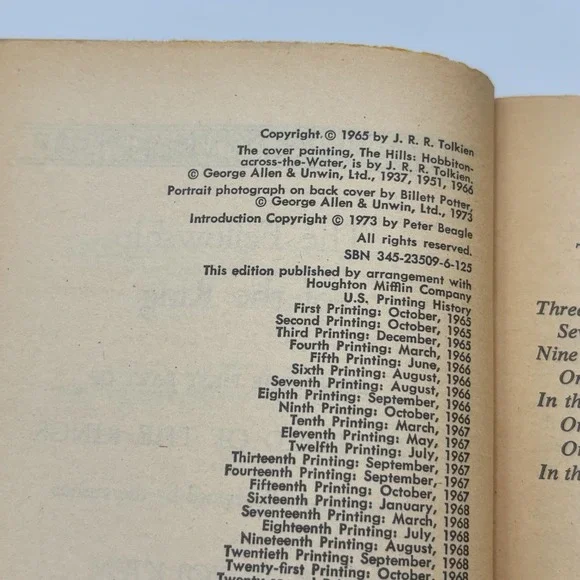 Copyright © 1965 by J. R. R. Tolkien
The cover painting, The Hills: Hobbiton-
across-the-Water, is by J. R. R. Tolkien.
© George Allen & Unwin, Ltd., 1937, 1951, 1966
Portrait photograph on back cover by Billett Potter,
© George Allen & Unwin, Ltd., 1973
Introduction Copyright © 1973 by Peter Beagle
All rights reserved.
SBN 345-23509-6-125
This edition published by arrangement with
Houghton Mifflin Company
U.S. Printing History
First Printing: October, 1965
Second Printing: October, 1965
Third Printing: December, 1965
Fourth Printing: March, 1966
Fifth Printing: June, 1966
Sixth Printing: August, 1966
Seventh Printing: August, 1966
Eighth Printing: September, 1966
Ninth Printing: October, 1966
Tenth Printing: March, 1967
Eleventh Printing: May, 1967
Twelfth Printing: July, 1967
Thirteenth Printing: September, 1967
Fourteenth Printing: September, 1967
Fifteenth Printing: October, 1967
Sixteenth Printing: January, 1968
Seventeenth Printing: March, 1968
Eighteenth Printing: July, 1968
Nineteenth Printing: August, 1968
Twentieth Printing: September, 1968
Twenty-first Printing: October, 1968
Three
Sev
Nine
On
In th
On
On
In th